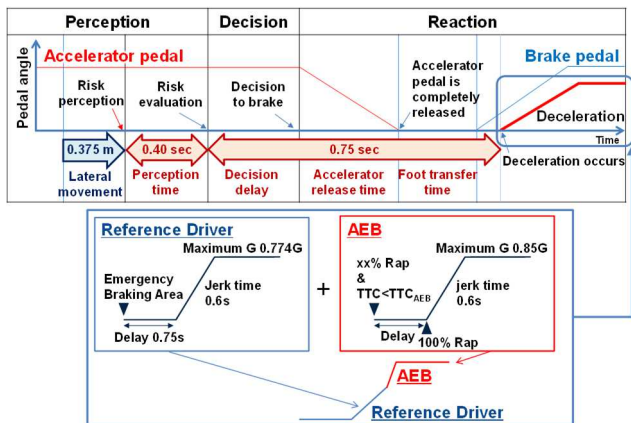 Perception
Decision
Reaction
Pedal angle
Accelerator pedal
Brake pedal
Risk
perception
Risk
evaluation
Decision
to brake
Accelerator
pedal is
completely
released
Deceleration
Time
0.375 m
0.40 sec
0.75 sec
Deceleration occurs
Lateral
movement
Perception
time
Decision
delay
Accelerator
release time
Foot transfer
time
Reference Driver
Maximum G 0.774G
Emergency
Braking Area
Jerk time
0.6s
Delay 0.75s
+
AEB
Maximum G 0.85G
xx% Rap
&
TTC<TTCAEB
jerk time
0.6s
Delay
100% Rap
AEB
Reference Driver